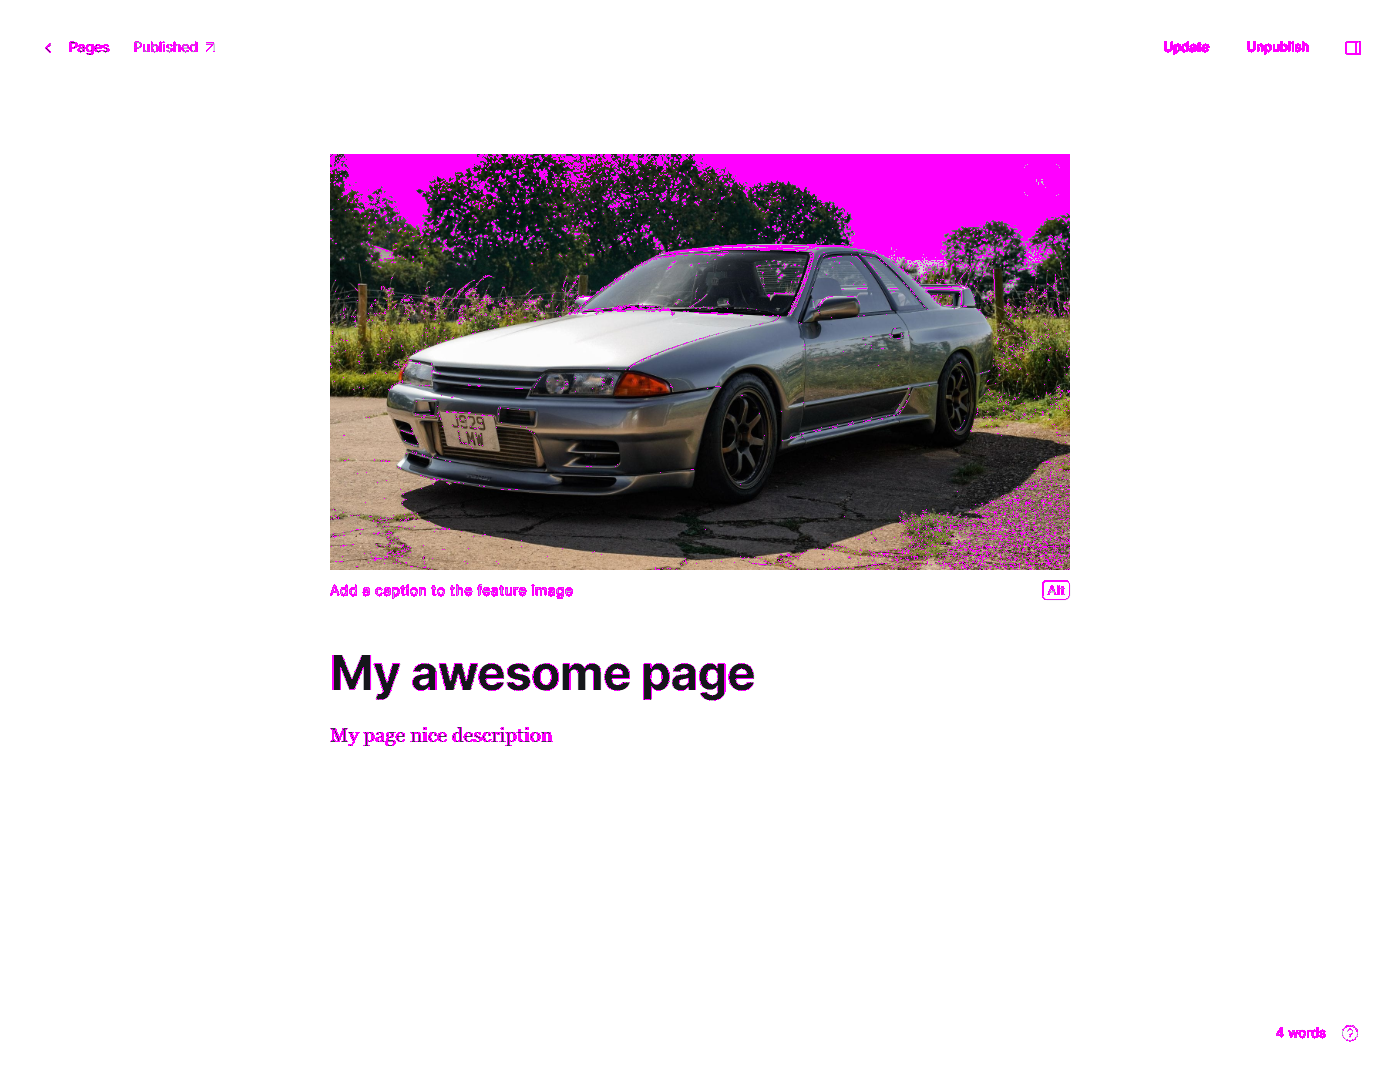 Pages Published
Update Unpublish
J929
LMW
Add a caption to the feature image
Alt
My awesome page
My page nice description
4 words ?